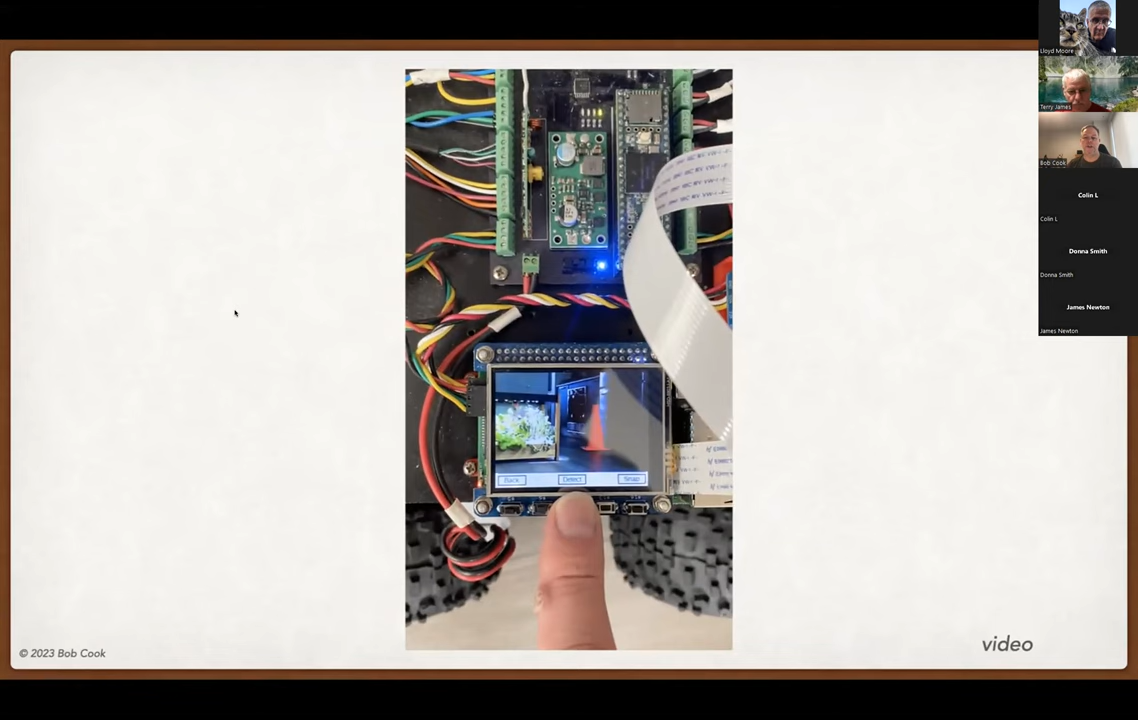 Lloyd Moore
Terry James
Bob Cook
Colin L
Colin L
Donna Smith
Donna Smith
James Newton
James Newton
Back
Detect
Snap
© 2023 Bob Cook
video